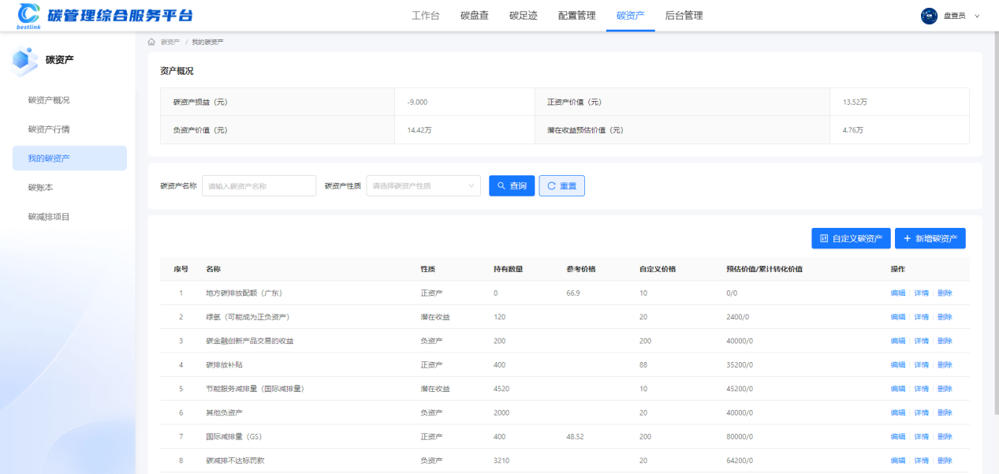 碳管理综合服务平台
bestlink
工作台 碳盘查 碳足迹 配置管理 碳资产 后台管理
盘查员
碳资产 / 我的碳资产
碳资产
碳资产概况
碳资产行情
我的碳资产
碳账本
碳减排项目
资产概况
碳资产损益（元） -9.000 正资产价值（元） 13.52万
负资产价值（元） 14.42万 潜在收益预估价值（元） 4.76万
碳资产名称 请输入碳资产名称 碳资产性质 请选择碳资产性质 查询 重置
自定义碳资产 新增碳资产
序号 名称 性质 持有数量 参考价格 自定义价格 预估价值/累计转化价值 操作
1 地方碳排放配额（广东） 正资产 0 66.9 10 0/0 编辑 详情 删除
2 绿氢（可能成为正负资产） 潜在收益 120 20 2400/0 编辑 详情 删除
3 碳金融创新产品交易的收益 负资产 200 200 40000/0 编辑 详情 删除
4 碳排放补贴 正资产 400 88 35200/0 编辑 详情 删除
5 节能服务减排量（国际减排量） 潜在收益 4520 10 45200/0 编辑 详情 删除
6 其他负资产 负资产 2000 20 40000/0 编辑 详情 删除
7 国际减排量（GS） 正资产 400 48.52 200 80000/0 编辑 详情 删除
8 碳减排不达标罚款 负资产 3210 20 64200/0 编辑 详情 删除